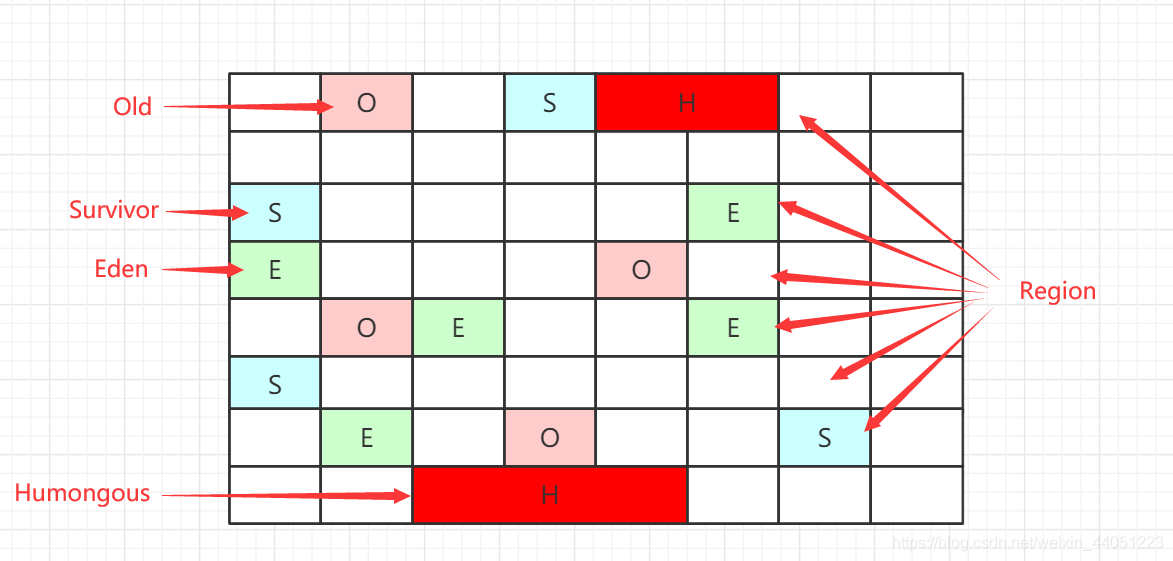 Old
O
S
H
Survivor
S
E
Eden
E
O
Region
O
E
E
S
E
O
S
Humongous
H
https://blog.csdn.net/weixin_44051223